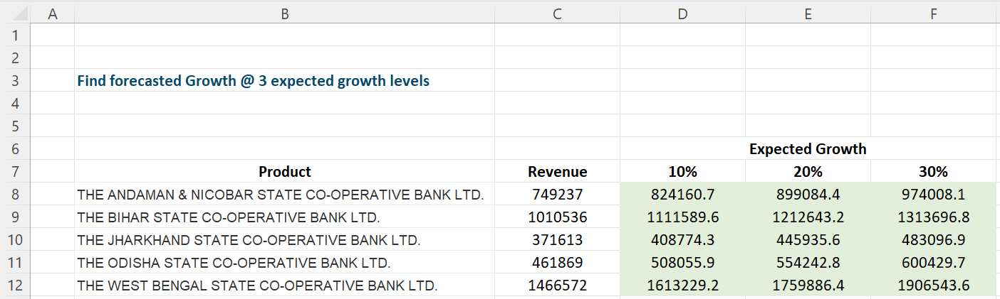 A B C D E F
1
2
3 Find forecasted Growth @ 3 expected growth levels
4
5
6 Expected Growth
7 Product Revenue 10% 20% 30%
8 THE ANDAMAN & NICOBAR STATE CO-OPERATIVE BANK LTD. 749237 824160.7 899084.4 974008.1
9 THE BIHAR STATE CO-OPERATIVE BANK LTD. 1010536 1111589.6 1212643.2 1313696.8
10 THE JHARKHAND STATE CO-OPERATIVE BANK LTD. 371613 408774.3 445935.6 483096.9
11 THE ODISHA STATE CO-OPERATIVE BANK LTD. 461869 508055.9 554242.8 600429.7
12 THE WEST BENGAL STATE CO-OPERATIVE BANK LTD. 1466572 1613229.2 1759886.4 1906543.6